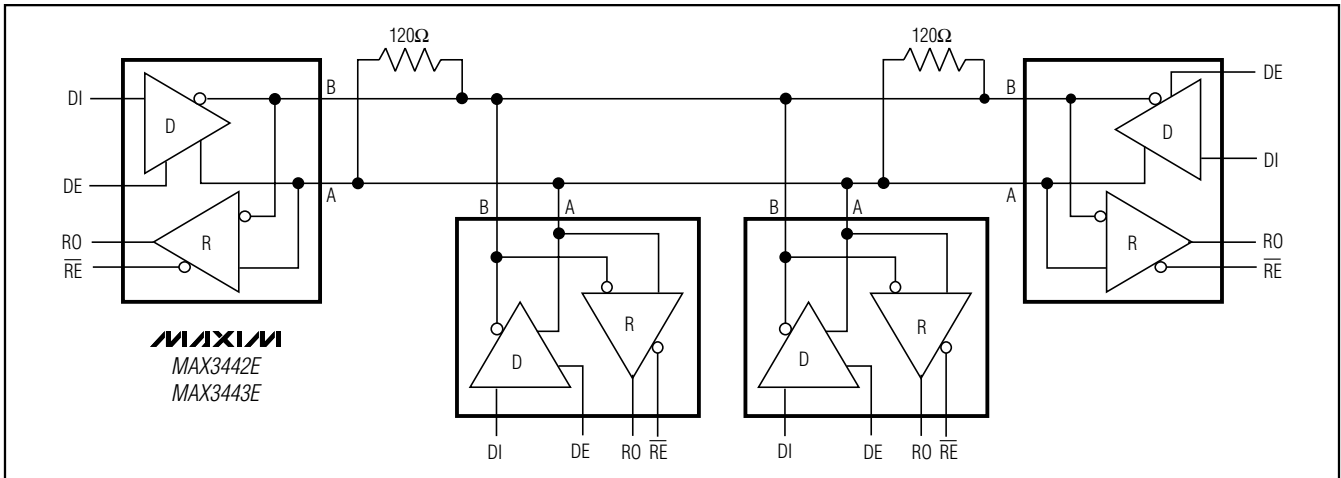 120Ω
120Ω
DI
D
B
DE
A
R
RO
RE
MAXIM
MAX3442E
MAX3443E
B
A
D
R
DI
DE
RO
RE
B
A
D
R
DI
DE
RO
RE
B
DE
D
DI
A
R
RO
RE